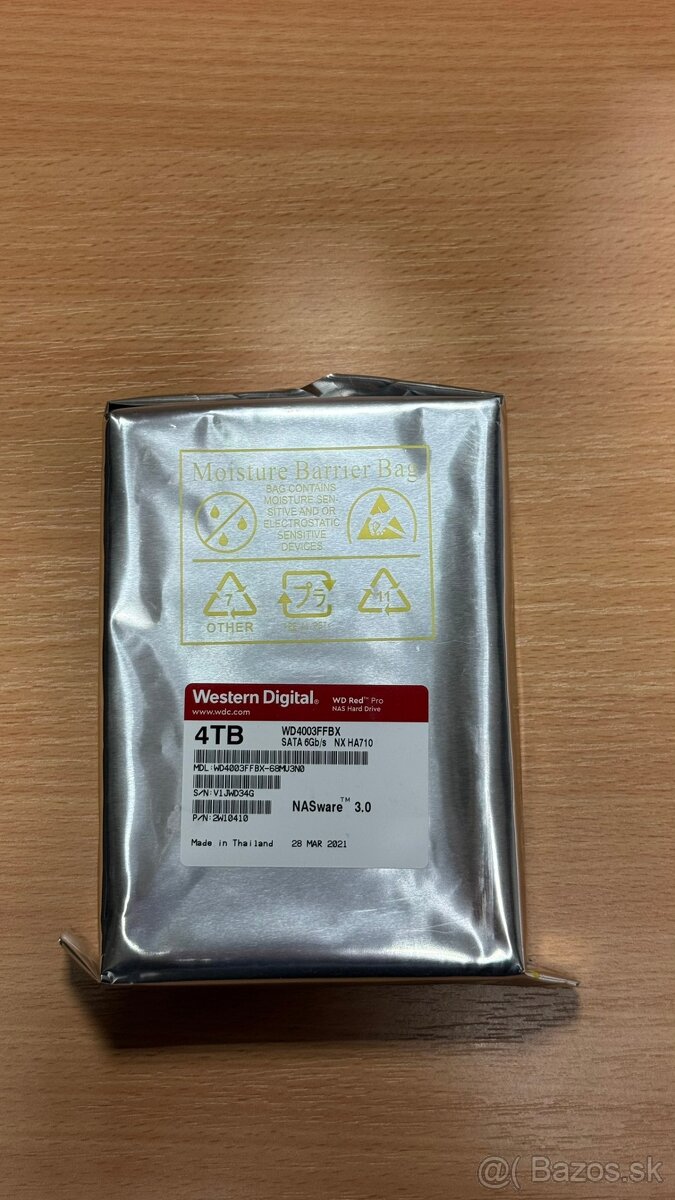 Moisture Barrier Bag
BAG CONTAINS
MOISTURE SEN-
SITIVE AND OR
ELECTROSTATIC
SENSITIVE
DEVICES
7
プラ
11
OTHER
Western Digital®
WD Red™ Pro
www.wdc.com
NAS Hard Drive
4TB
WD4003FFBX
SATA 6Gb/s NX HA710
MDL:WD4003FFBX-68MU3N0
S/N:V1JWD34G
NASware™ 3.0
P/N:2W10410
Made in Thailand 28 MAR 2021
@( Bazos.sk